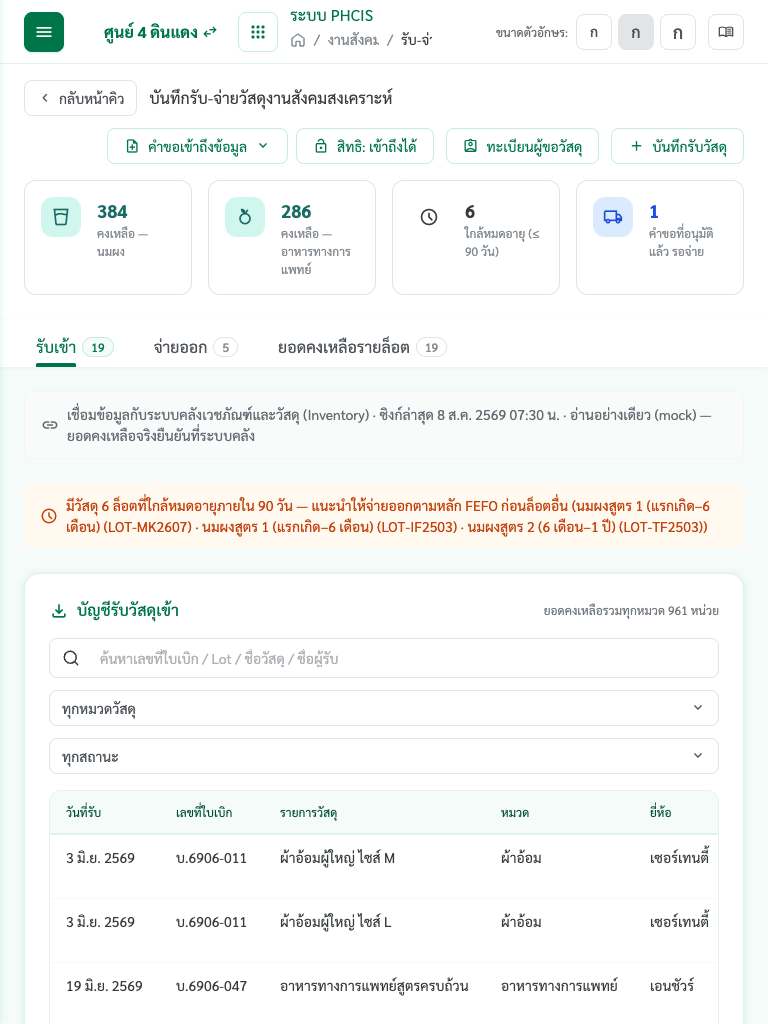 ศูนย์ 4 ดินแดง
ระบบ PHCIS
/ งานสังคม / รับ-จ่
ขนาดตัวอักษร: ก ก ก
กลับหน้าคิว
บันทึกรับ-จ่ายวัสดุงานสังคมสงเคราะห์
คำขอเข้าถึงข้อมูล
สิทธิ: เข้าถึงได้
ทะเบียนผู้ขอวัสดุ
บันทึกรับวัสดุ
384
คงเหลือ —
นมผง
286
คงเหลือ —
อาหารทางการ
แพทย์
6
ใกล้หมดอายุ (≤
90 วัน)
1
คำขอที่อนุมัติ
แล้ว รอจ่าย
รับเข้า 19
จ่ายออก 5
ยอดคงเหลือรายล็อต 19
เชื่อมข้อมูลกับระบบคลังเวชภัณฑ์และวัสดุ (Inventory) · ซิงก์ล่าสุด 8 ส.ค. 2569 07:30 น. · อ่านอย่างเดียว (mock) —
ยอดคงเหลือจริงยืนยันที่ระบบคลัง
มีวัสดุ 6 ล็อตที่ใกล้หมดอายุภายใน 90 วัน — แนะนำให้จ่ายออกตามหลัก FEFO ก่อนล็อตอื่น (นมผงสูตร 1 (แรกเกิด–6
เดือน) (LOT-MK2607) · นมผงสูตร 1 (แรกเกิด–6 เดือน) (LOT-IF2503) · นมผงสูตร 2 (6 เดือน–1 ปี) (LOT-TF2503))
บัญชีรับวัสดุเข้า
ยอดคงเหลือรวมทุกหมวด 961 หน่วย
ค้นหาเลขที่ใบเบิก / Lot / ชื่อวัสดุ / ชื่อผู้รับ
ทุกหมวดวัสดุ
ทุกสถานะ
วันที่รับ เลขที่ใบเบิก รายการวัสดุ หมวด ยี่ห้อ
3 มิ.ย. 2569 บ.6906-011 ผ้าอ้อมผู้ใหญ่ ไซส์ M ผ้าอ้อม เซอร์เทนตี้
3 มิ.ย. 2569 บ.6906-011 ผ้าอ้อมผู้ใหญ่ ไซส์ L ผ้าอ้อม เซอร์เทนตี้
19 มิ.ย. 2569 บ.6906-047 อาหารทางการแพทย์สูตรครบถ้วน อาหารทางการแพทย์ เอนชัวร์